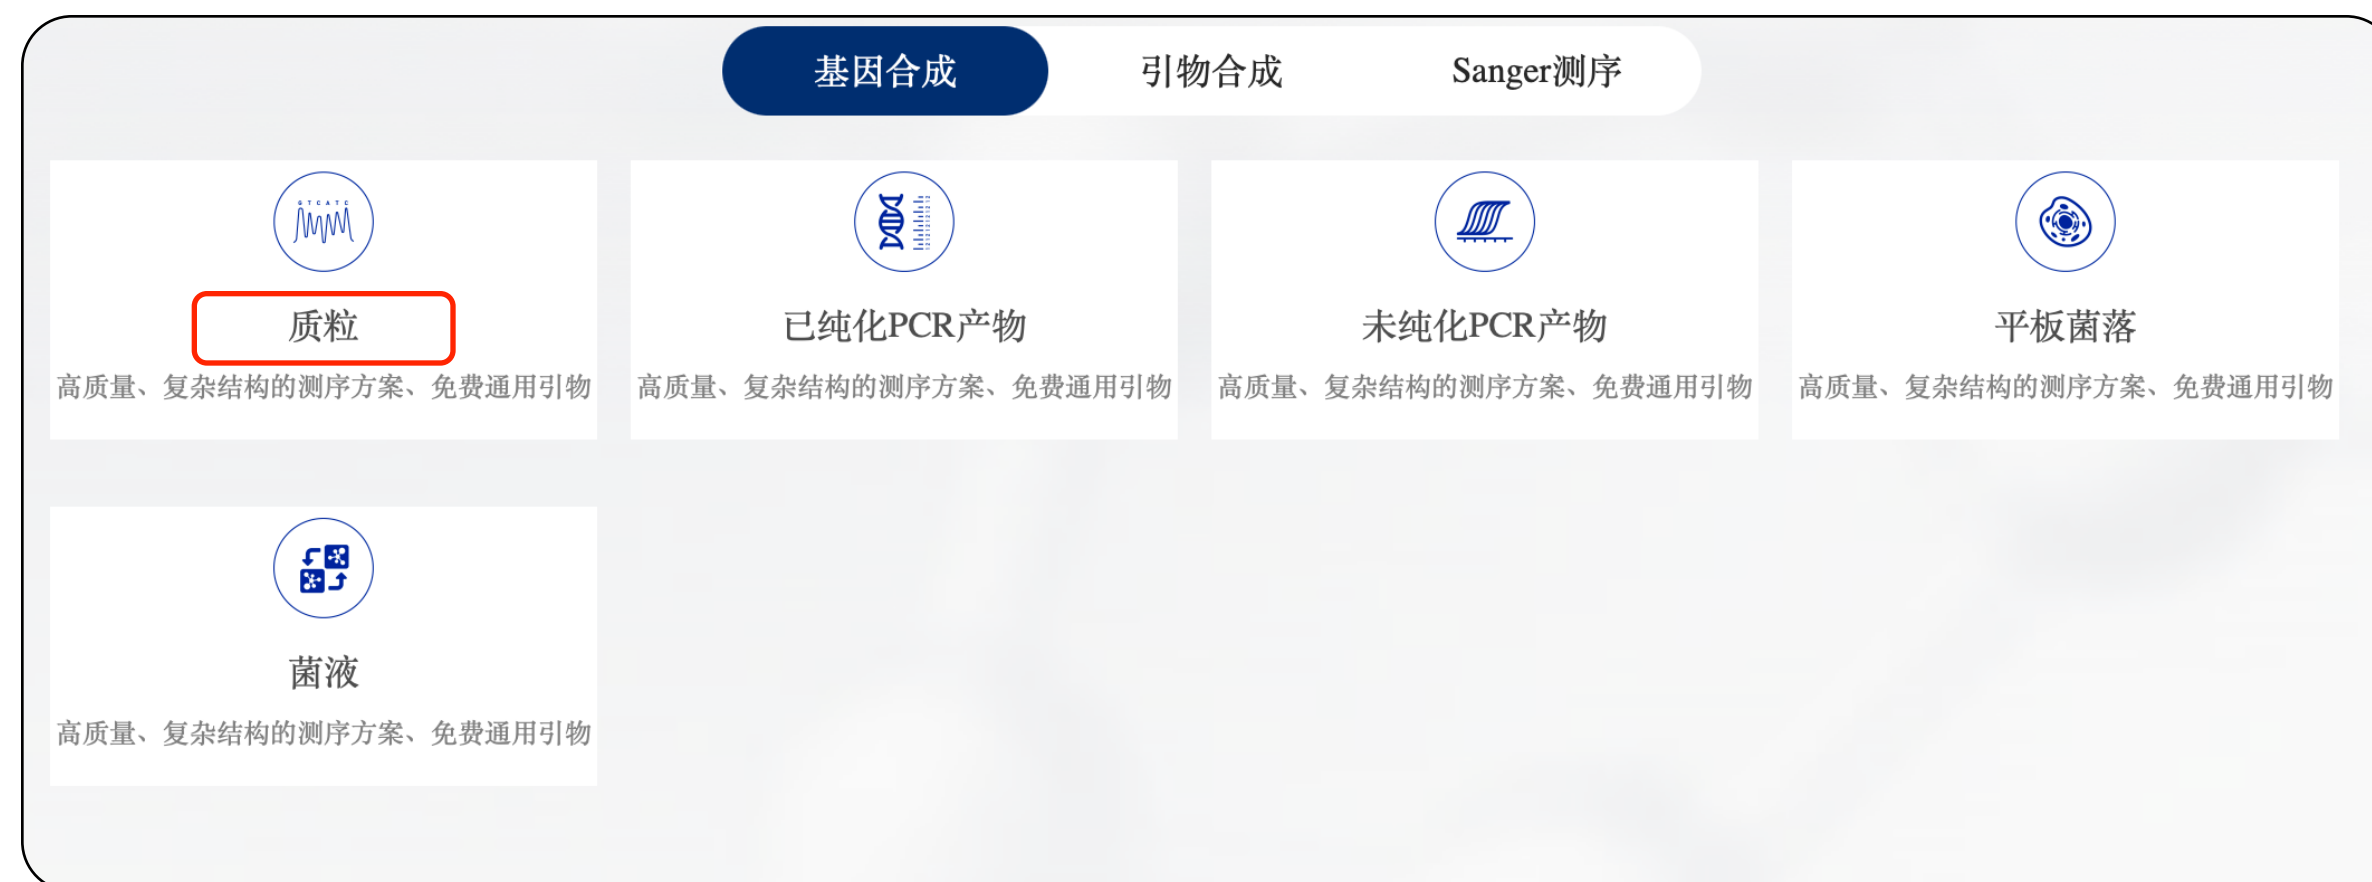 基因合成 引物合成 Sanger测序
GTCATC
质粒
高质量、复杂结构的测序方案、免费通用引物
已纯化PCR产物
高质量、复杂结构的测序方案、免费通用引物
未纯化PCR产物
高质量、复杂结构的测序方案、免费通用引物
平板菌落
高质量、复杂结构的测序方案、免费通用引物
菌液
高质量、复杂结构的测序方案、免费通用引物